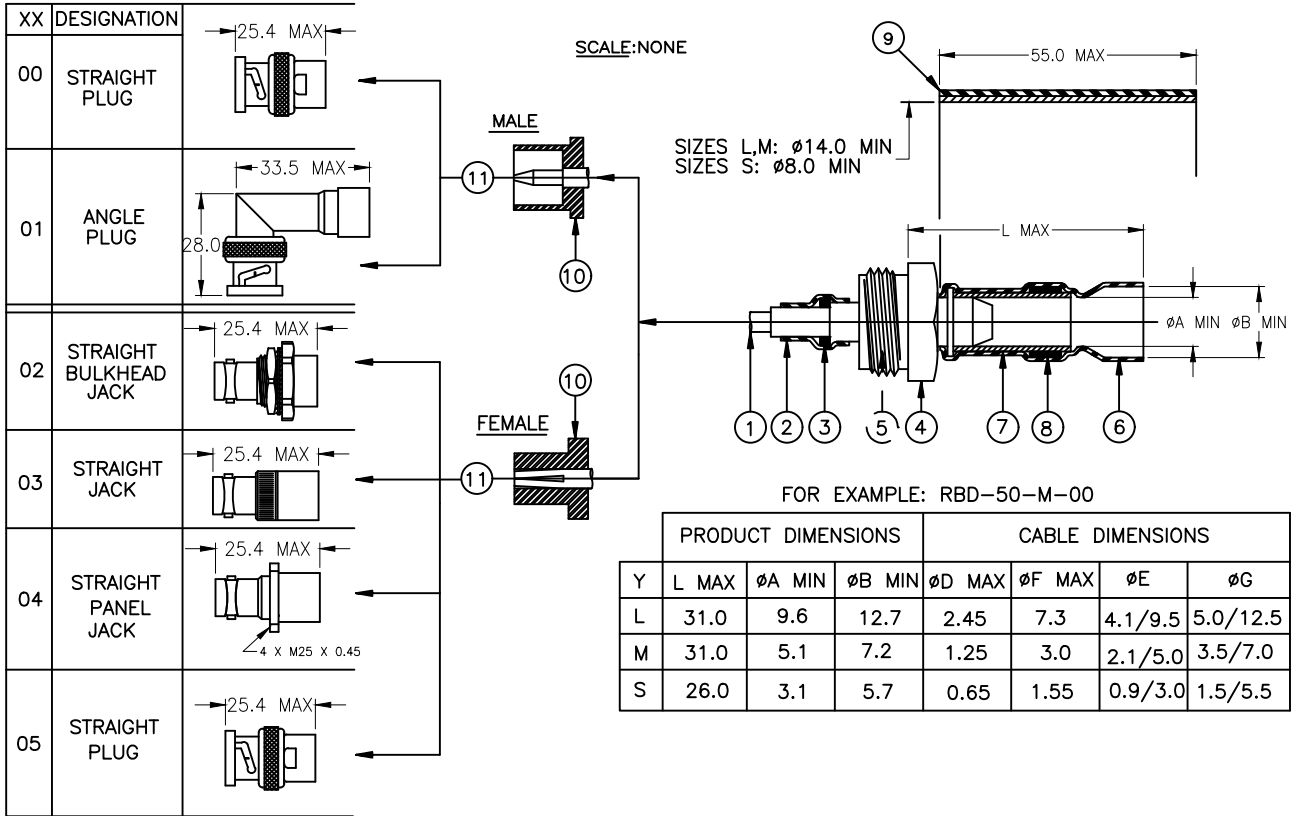 XX DESIGNATION
00 STRAIGHT
PLUG
25.4 MAX
01 ANGLE
PLUG
33.5 MAX
28.0
02 STRAIGHT
BULKHEAD
JACK
25.4 MAX
03 STRAIGHT
JACK
25.4 MAX
04 STRAIGHT
PANEL
JACK
25.4 MAX
4 X M25 X 0.45
05 STRAIGHT
PLUG
25.4 MAX
SCALE:NONE
MALE
11
10
FEMALE
10
11
9
55.0 MAX
SIZES L,M: Ø14.0 MIN
SIZES S: Ø8.0 MIN
L MAX
ØA MIN ØB MIN
1 2 3 5 4 7 8 6
FOR EXAMPLE: RBD-50-M-00
PRODUCT DIMENSIONS CABLE DIMENSIONS
Y L MAX ØA MIN ØB MIN ØD MAX ØF MAX ØE ØG
L 31.0 9.6 12.7 2.45 7.3 4.1/9.5 5.0/12.5
M 31.0 5.1 7.2 1.25 3.0 2.1/5.0 3.5/7.0
S 26.0 3.1 5.7 0.65 1.55 0.9/3.0 1.5/5.5